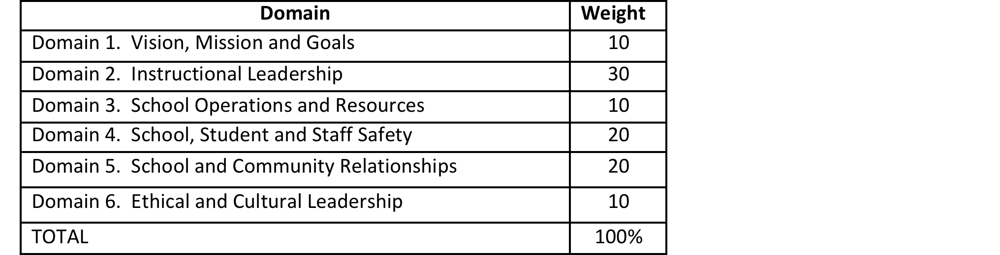 Domain Weight
Domain 1. Vision, Mission and Goals 10
Domain 2. Instructional Leadership 30
Domain 3. School Operations and Resources 10
Domain 4. School, Student and Staff Safety 20
Domain 5. School and Community Relationships 20
Domain 6. Ethical and Cultural Leadership 10
TOTAL 100%